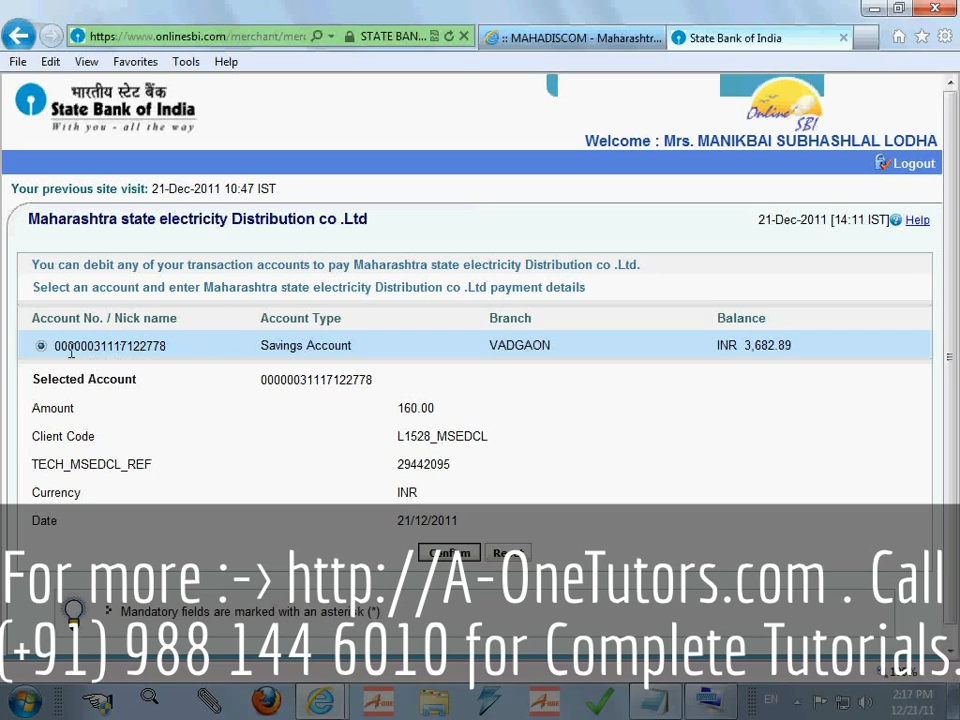 https://www.onlinesbi.com/merchant/mer
STATE BAN...
:: MAHADISCOM - Maharashtr...
State Bank of India
File Edit View Favorites Tools Help
भारतीय स्टेट बैंक
State Bank of India
With you - all the way
Online SBI
Welcome : Mrs. MANIKBAI SUBHASHLAL LODHA
Logout
Your previous site visit: 21-Dec-2011 10:47 IST
Maharashtra state electricity Distribution co .Ltd
21-Dec-2011 [14:11 IST] Help
You can debit any of your transaction accounts to pay Maharashtra state electricity Distribution co .Ltd.
Select an account and enter Maharashtra state electricity Distribution co .Ltd payment details
Account No. / Nick name Account Type Branch Balance
00000031117122778 Savings Account VADGAON INR 3,682.89
Selected Account 00000031117122778
Amount 160.00
Client Code L1528_MSEDCL
TECH_MSEDCL_REF 29442095
Currency INR
Date 21/12/2011
Confirm Reset
For more :-> http://A-OneTutors.com . Call
Mandatory fields are marked with an asterisk (*)
(+91) 988 144 6010 for Complete Tutorials.
EN
2:17 PM
12/21/11